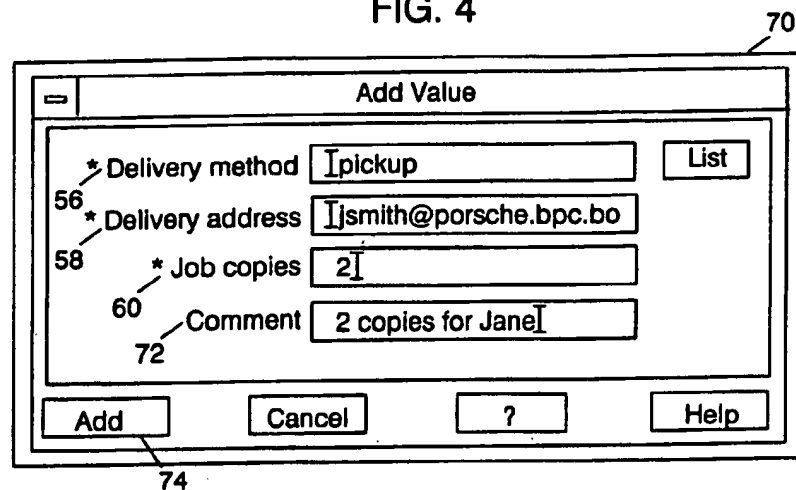 FIG. 4
70
Add Value
* Delivery method pickup List
56
* Delivery address jsmith@porsche.bpc.bo
58
* Job copies 2
60
Comment 2 copies for Jane
72
Add Cancel ? Help
74